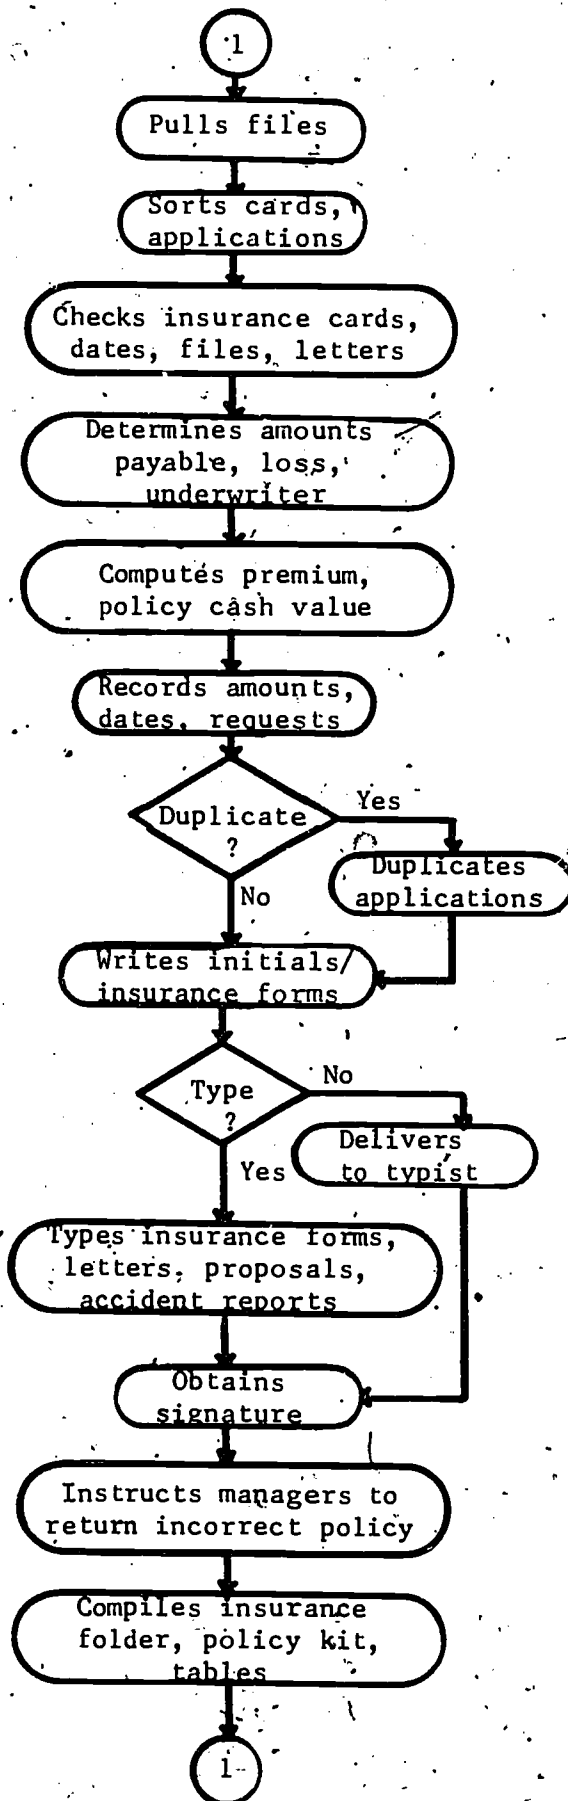 1
Pulls files
Sorts cards,
applications
Checks insurance cards,
dates, files, letters
Determines amounts
payable, loss,
underwriter
Computes premium,
policy cash value
Records amounts,
dates, requests
Duplicate
?
Yes
No
Duplicates
applications
Writes initials/
insurance forms
Type
?
No
Yes
Delivers
to typist
Types insurance forms,
letters, proposals,
accident reports
Obtains
signature
Instructs managers to
return incorrect policy
Compiles insurance
folder, policy kit,
tables
1